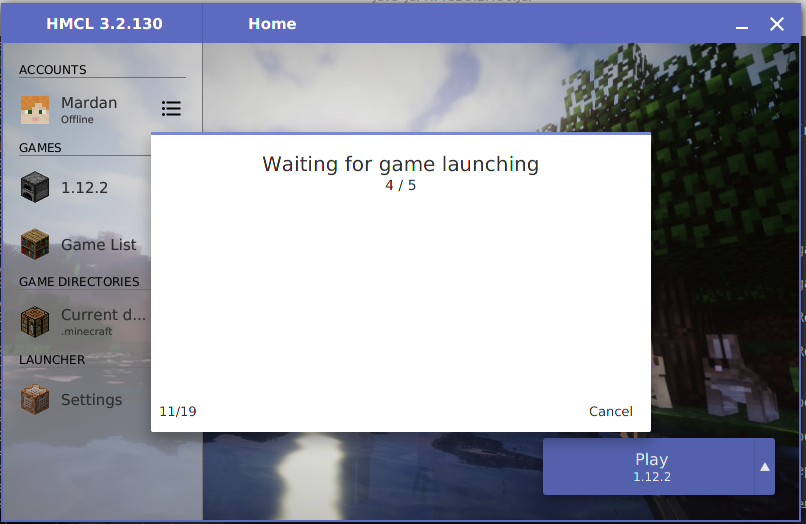 HMCL 3.2.130
Home
ACCOUNTS
Mardan
Offline
GAMES
1.12.2
Game List
GAME DIRECTORIES
Current d...
.minecraft
LAUNCHER
Settings
Waiting for game launching
4 / 5
11/19
Cancel
Play
1.12.2